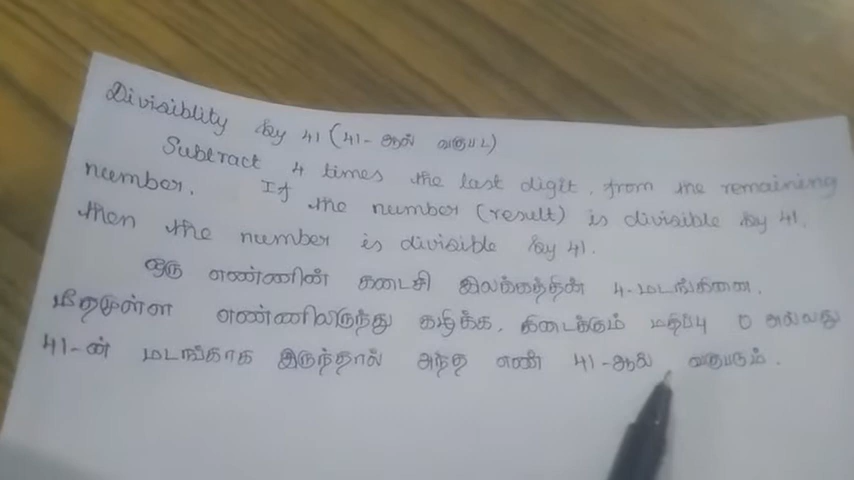 Divisiblity by 41 (41-ஆல் வகுபட)
Subtract 4 times the last digit, from the remaining
number. If the number (result) is divisible by 41,
then the number is divisible by 41.
ஒரு எண்ணின் கடைசி இலக்கத்தின் 4-மடங்கினை,
மீதமுள்ள எண்ணிலிருந்து கழிக்க, கிடைக்கும் மதிப்பு 0 அல்லது
41-ன் மடங்காக இருந்தால் அந்த எண் 41-ஆல் வகுபடும்.